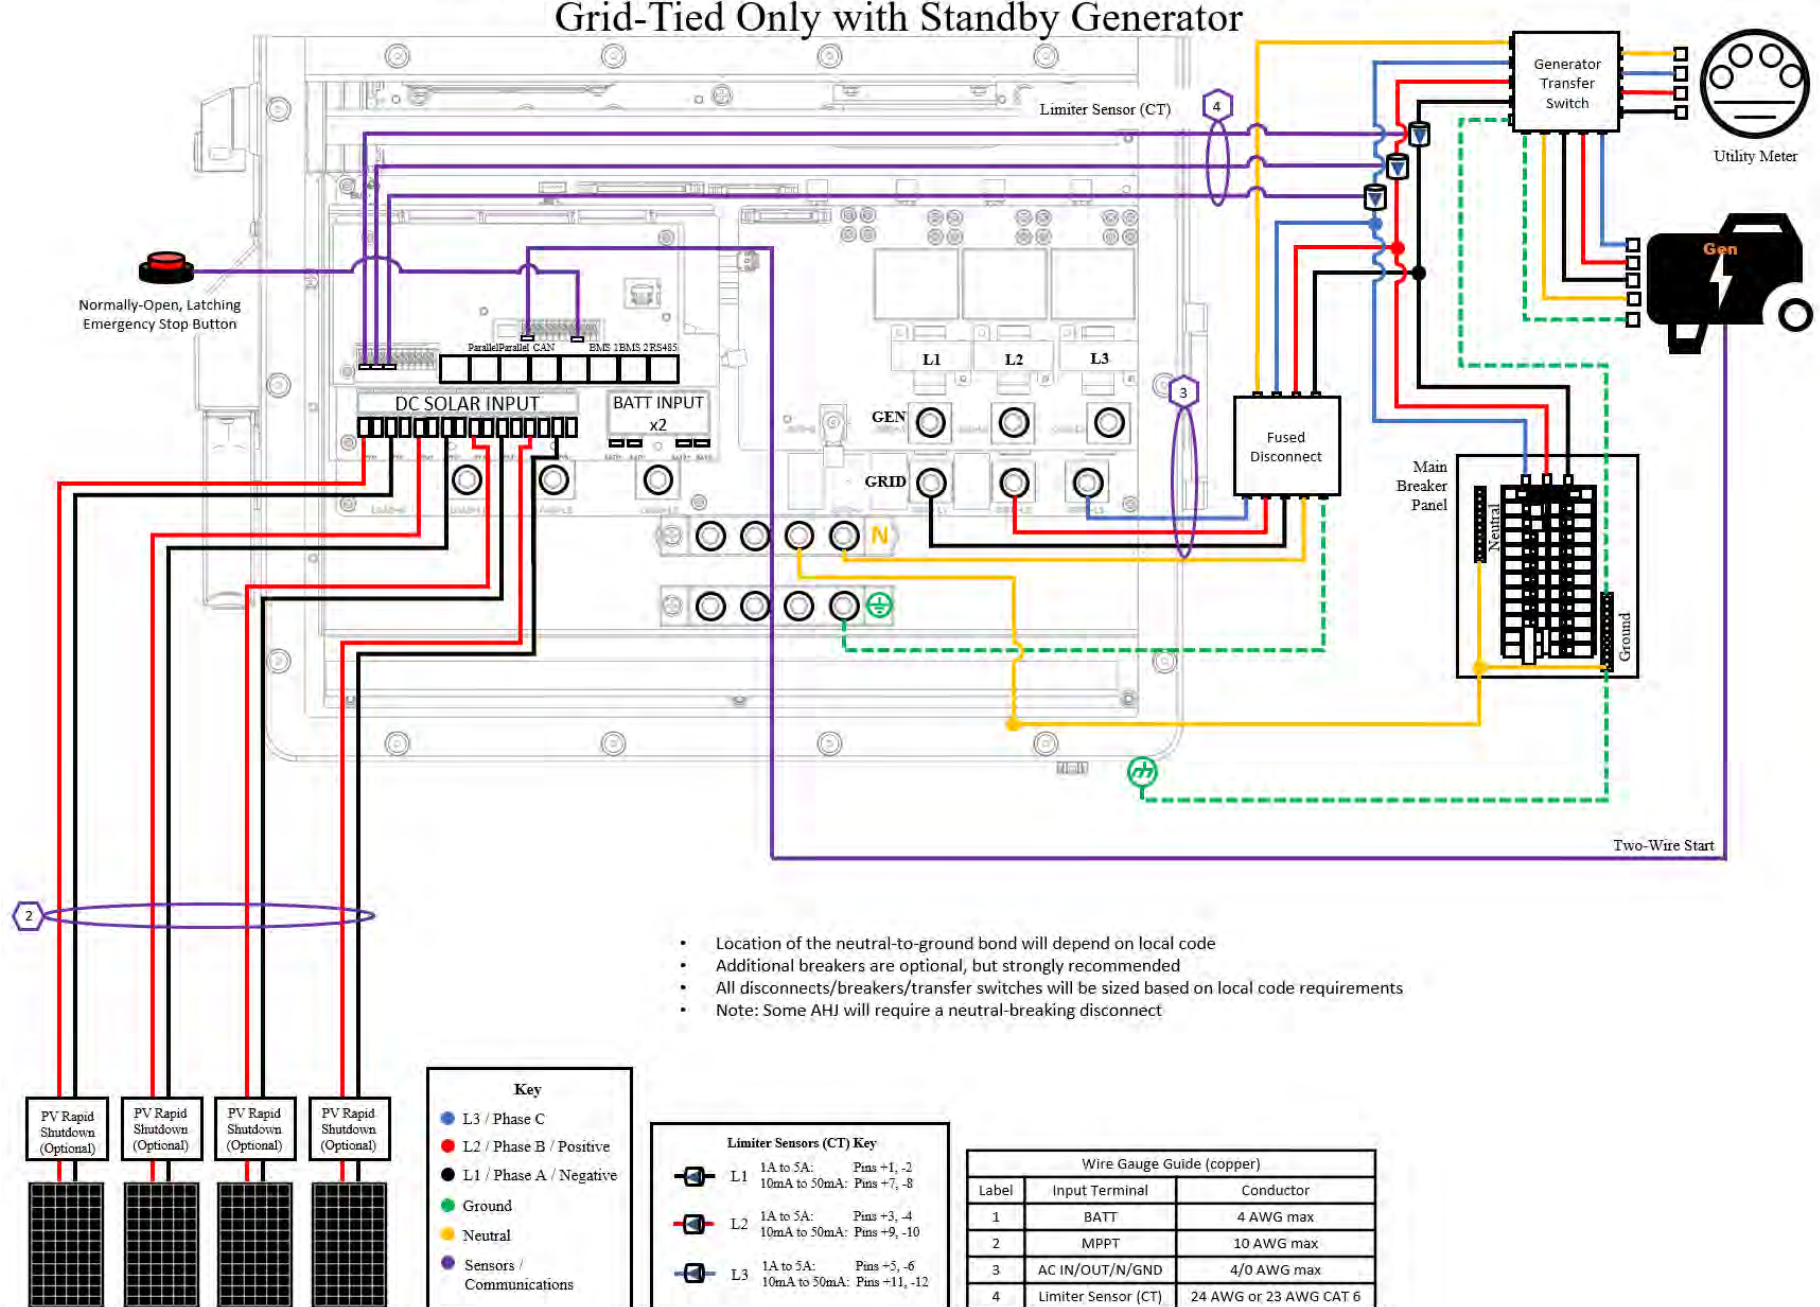 Grid-Tied Only with Standby Generator
Limiter Sensor (CT)
4
Generator
Transfer
Switch
Utility Meter
Gen
Normally-Open, Latching
Emergency Stop Button
Parallel Parallel CAN BMS 1 BMS 2 RS485
DC SOLAR INPUT
BATT INPUT
x2
L1
L2
L3
GEN
GRID
3
Fused
Disconnect
Main
Breaker
Panel
Neutral
Ground
N
Two-Wire Start
2
• Location of the neutral-to-ground bond will depend on local code
• Additional breakers are optional, but strongly recommended
• All disconnects/breakers/transfer switches will be sized based on local code requirements
• Note: Some AHJ will require a neutral-breaking disconnect
PV Rapid
Shutdown
(Optional)
PV Rapid
Shutdown
(Optional)
PV Rapid
Shutdown
(Optional)
PV Rapid
Shutdown
(Optional)
Key
L3 / Phase C
L2 / Phase B / Positive
L1 / Phase A / Negative
Ground
Neutral
Sensors /
Communications
Limiter Sensors (CT) Key
L1
1A to 5A: Pins +1, -2
10mA to 50mA: Pins +7, -8
L2
1A to 5A: Pins +3, -4
10mA to 50mA: Pins +9, -10
L3
1A to 5A: Pins +5, -6
10mA to 50mA: Pins +11, -12
Wire Gauge Guide (copper)
Label Input Terminal Conductor
1 BATT 4 AWG max
2 MPPT 10 AWG max
3 AC IN/OUT/N/GND 4/0 AWG max
4 Limiter Sensor (CT) 24 AWG or 23 AWG CAT 6